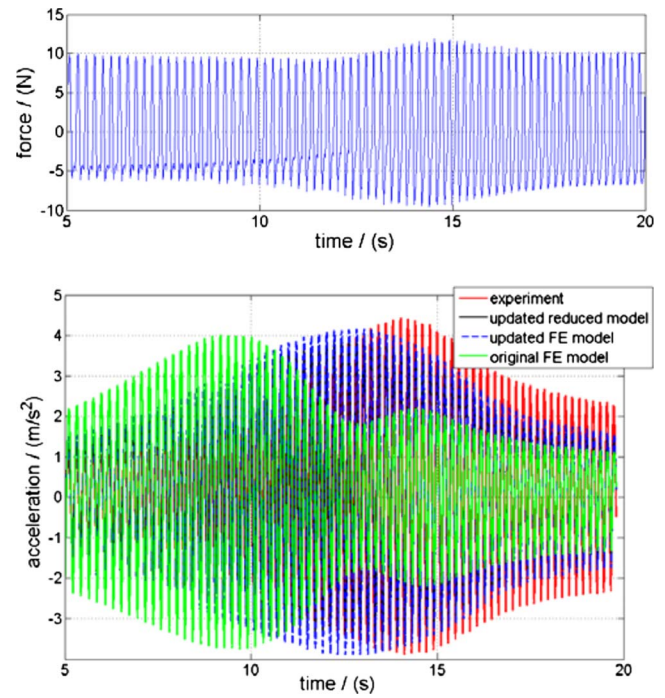 force / (N)
15
10
5
0
-5
-10
5
10
15
20
time / (s)
acceleration / (m/s²)
5
4
3
2
1
0
-1
-2
-3
5
10
15
20
time / (s)
experiment
updated reduced model
updated FE model
original FE model